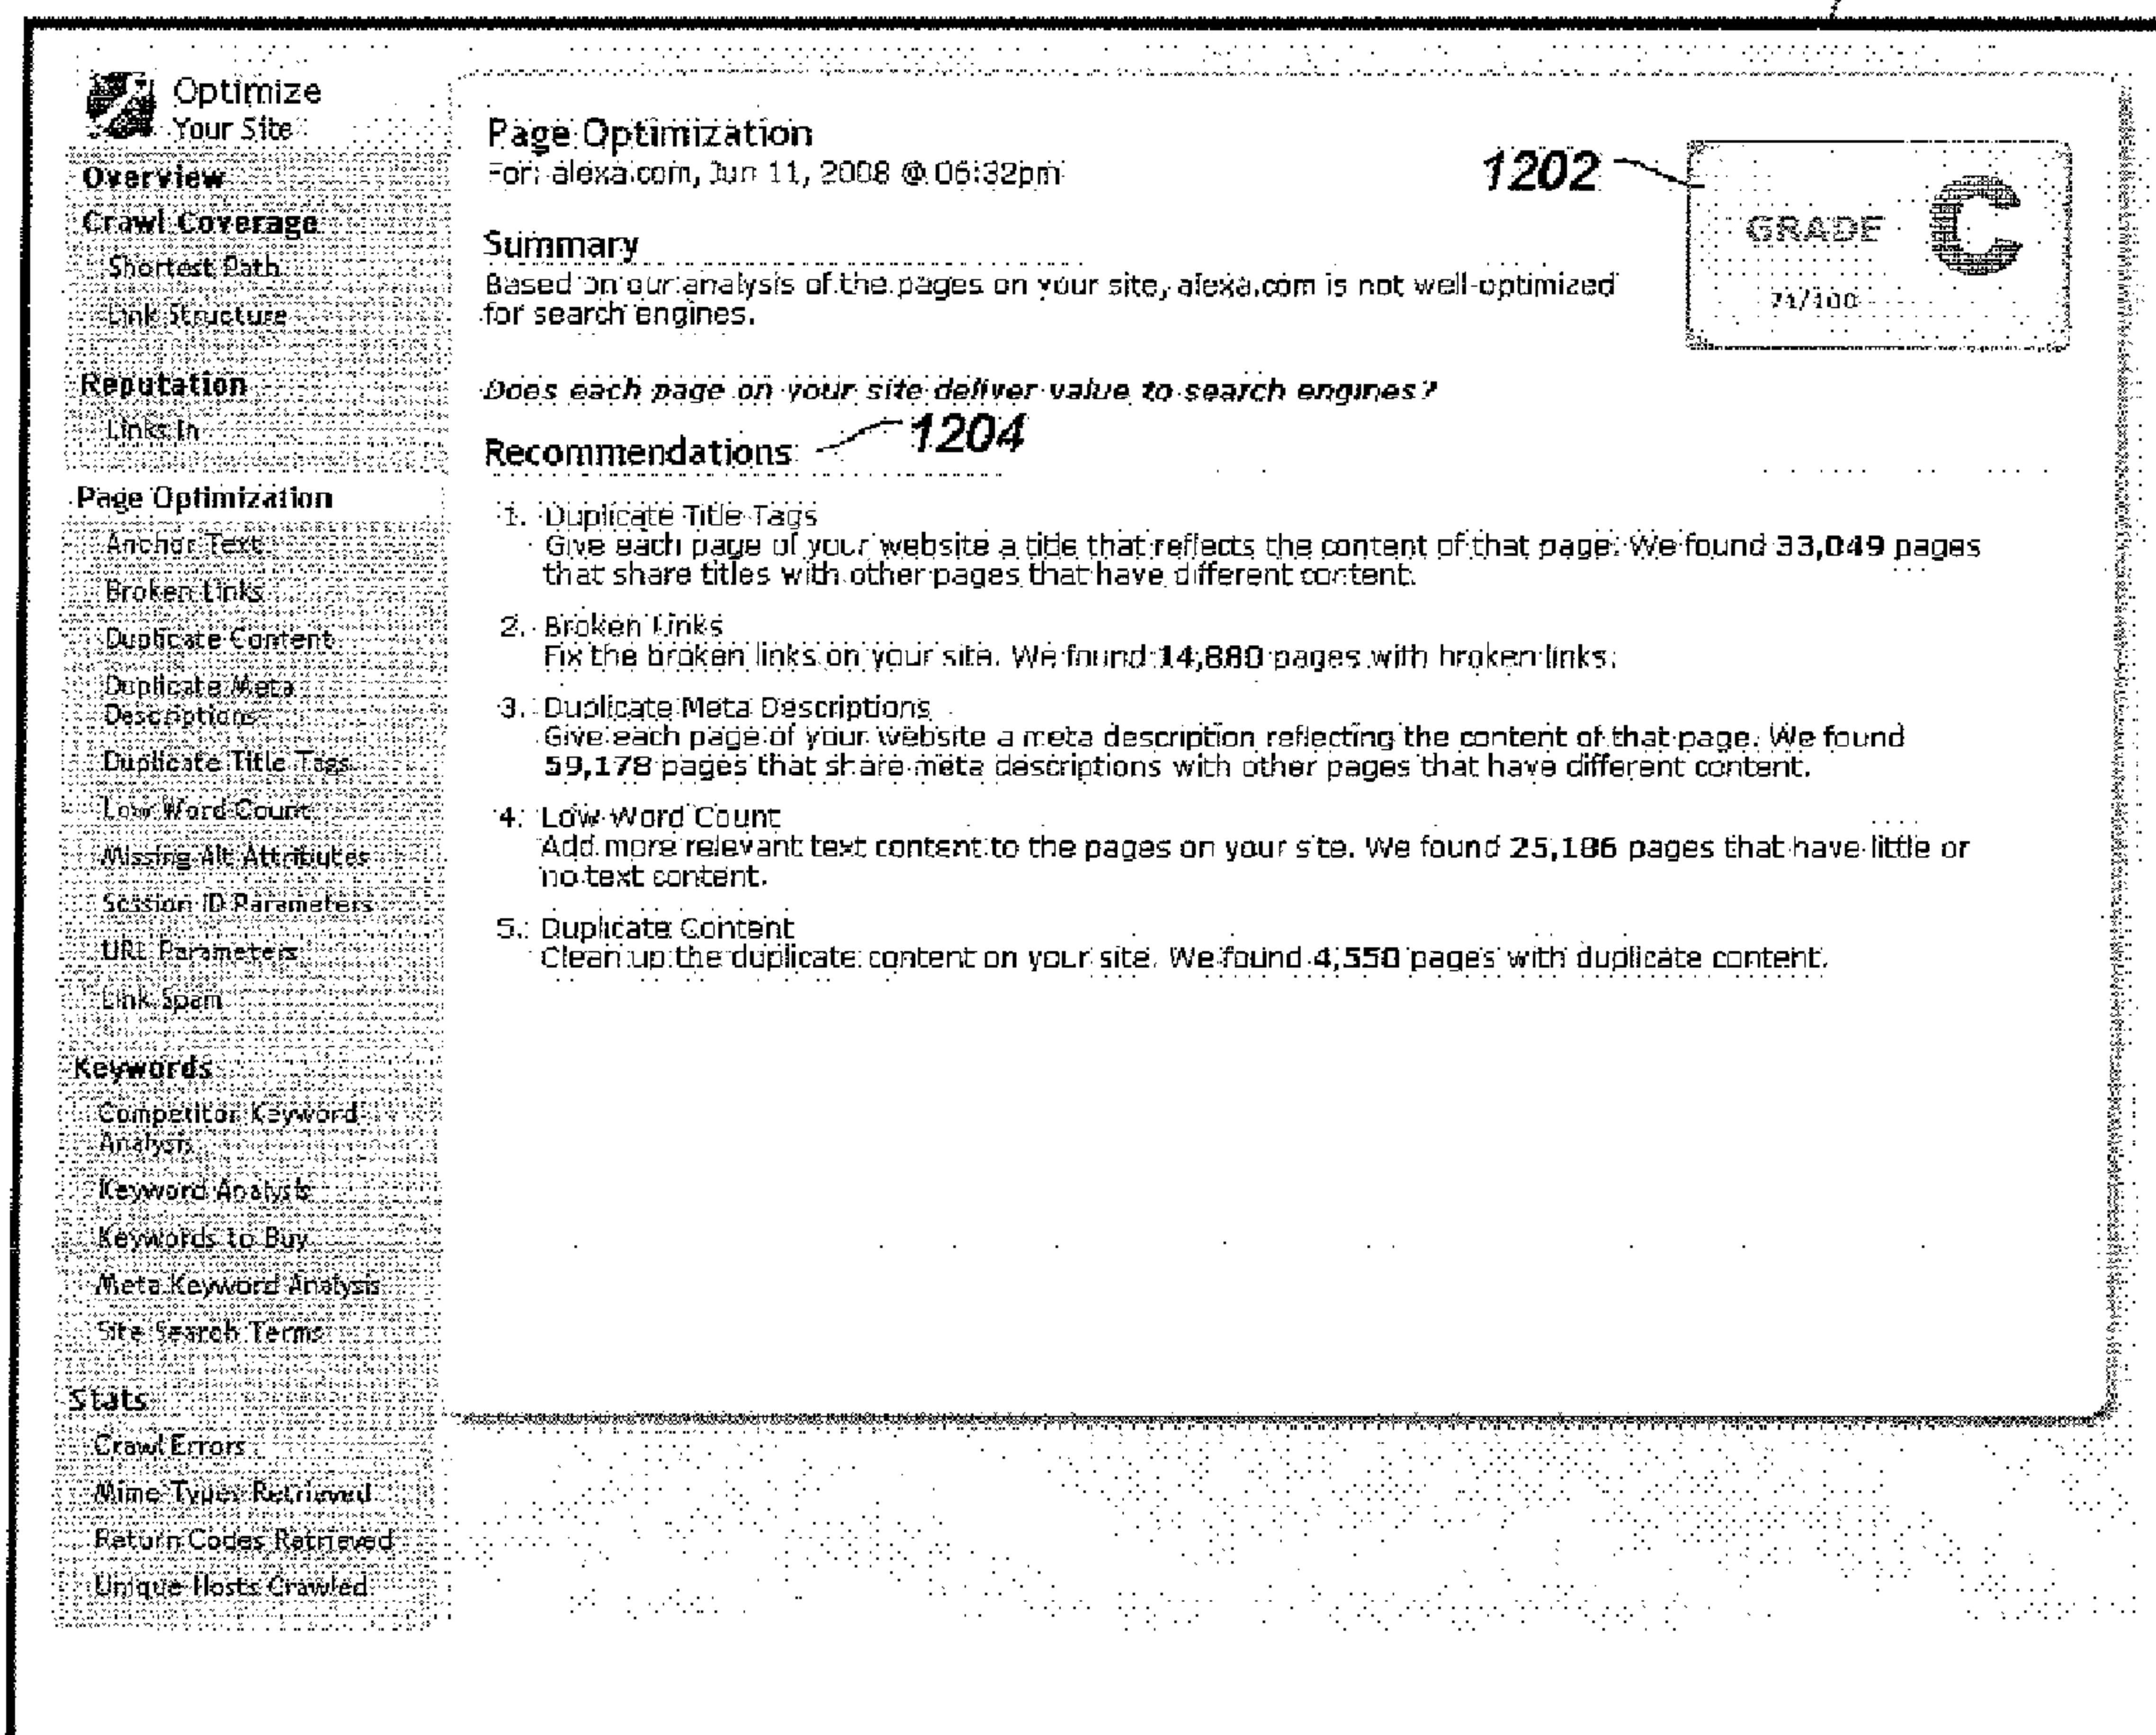 Optimize
Your Site
Overview
Crawl Coverage
Shortest Path
Link Structure
Reputation
Links In
Page Optimization
Anchor Text
Broken Links
Duplicate Content
Duplicate Meta
Descriptions
Duplicate Title Tags
Low Word Count
Missing Alt Attributes
Session ID Parameters
URL Parameters
Link Spam
Keywords
Competitor Keyword
Analysis
Keyword Analysis
Keywords to Buy
Meta Keyword Analysis
Site Search Terms
Stats
Crawl Errors
Mime Types Retrieved
Return Codes Retrieved
Unique Hosts Crawled
Page Optimization
For: alexa.com, Jun 11, 2008 @ 06:32pm
1202
GRADE C
71/100
Summary
Based on our analysis of the pages on your site, alexa.com is not well-optimized
for search engines.
Does each page on your site deliver value to search engines?
Recommendations
1204
1. Duplicate Title Tags
Give each page of your website a title that reflects the content of that page. We found 33,049 pages
that share titles with other pages that have different content.
2. Broken Links
Fix the broken links on your site. We found 14,880 pages with broken links.
3. Duplicate Meta Descriptions
Give each page of your website a meta description reflecting the content of that page. We found
59,178 pages that share meta descriptions with other pages that have different content.
4. Low Word Count
Add more relevant text content to the pages on your site. We found 25,186 pages that have little or
no text content.
5. Duplicate Content
Clean up the duplicate content on your site. We found 4,550 pages with duplicate content.